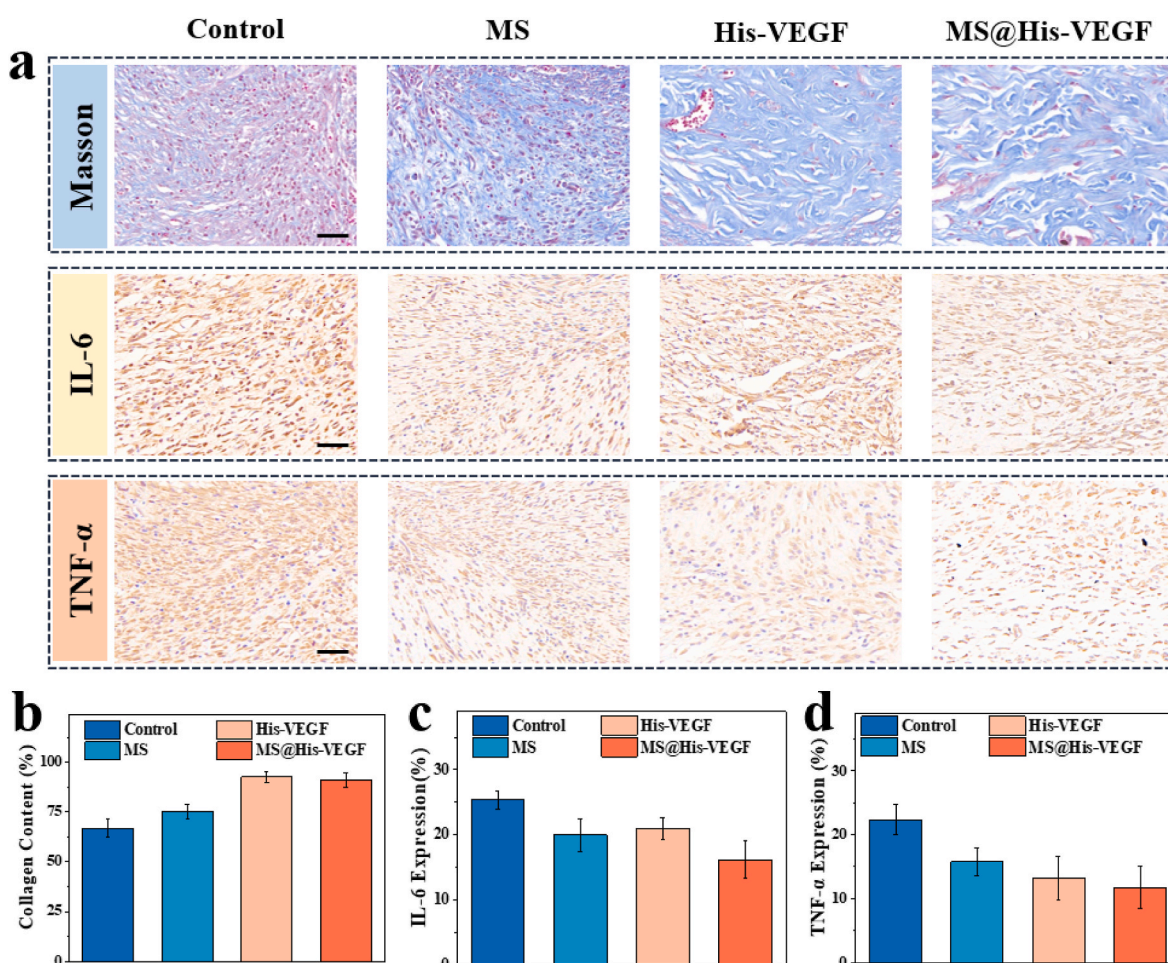 Control MS His-VEGF MS@His-VEGF
a
Masson
IL-6
TNF-α
b
Control His-VEGF
MS MS@His-VEGF
Collagen Content (%)
100
75
50
25
0
c
Control His-VEGF
MS MS@His-VEGF
IL-6 Expression(%)
30
20
10
0
d
Control His-VEGF
MS MS@His-VEGF
TNF-α Expression (%)
30
20
10
0